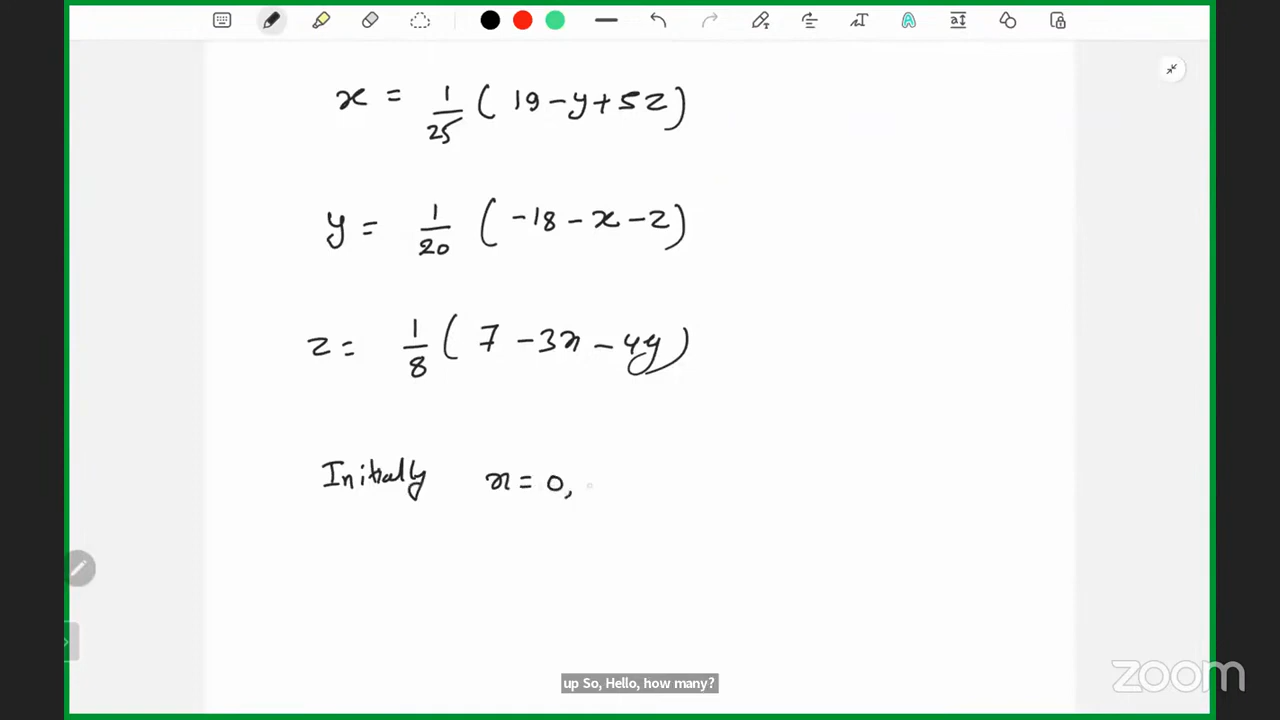 x = 1/25 ( 19 - y + 5z )
y = 1/20 ( -18 - x - z )
z = 1/8 ( 7 - 3x - 4y )
Initially x = 0,
up So, Hello, how many?
zoom